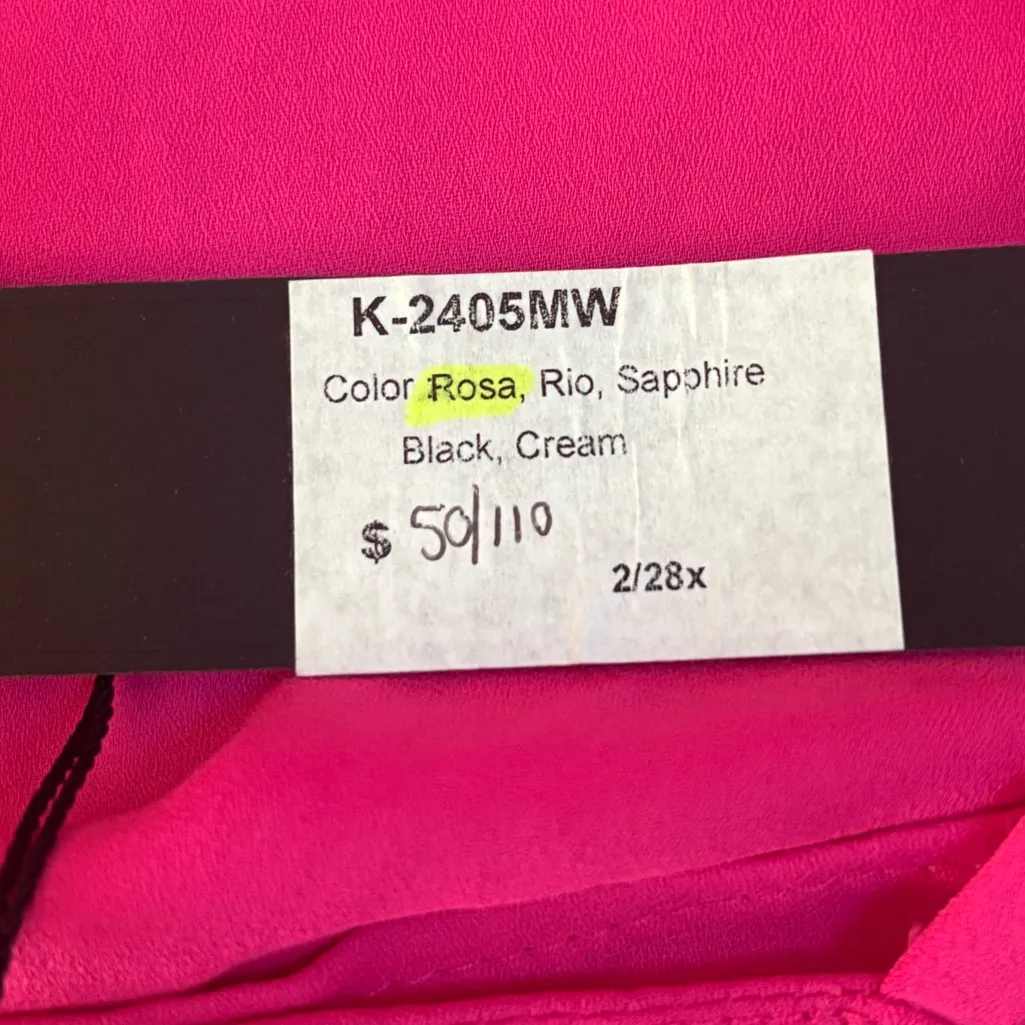 K-2405MW
Color :Rosa, Rio, Sapphire
Black, Cream
$ 50/110
2/28x